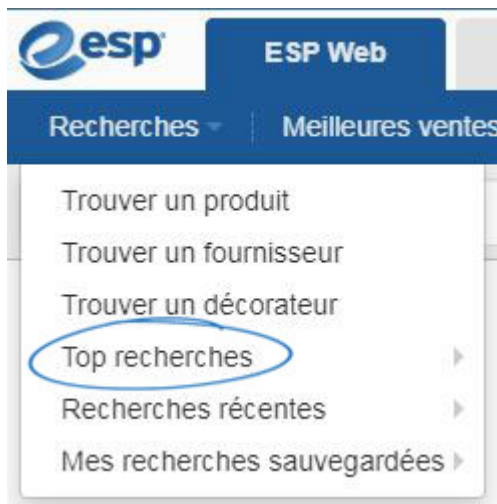 esp
ESP Web
Recherches
Meilleures ventes
Trouver un produit
Trouver un fournisseur
Trouver un décorateur
Top recherches
Recherches récentes
Mes recherches sauvegardées